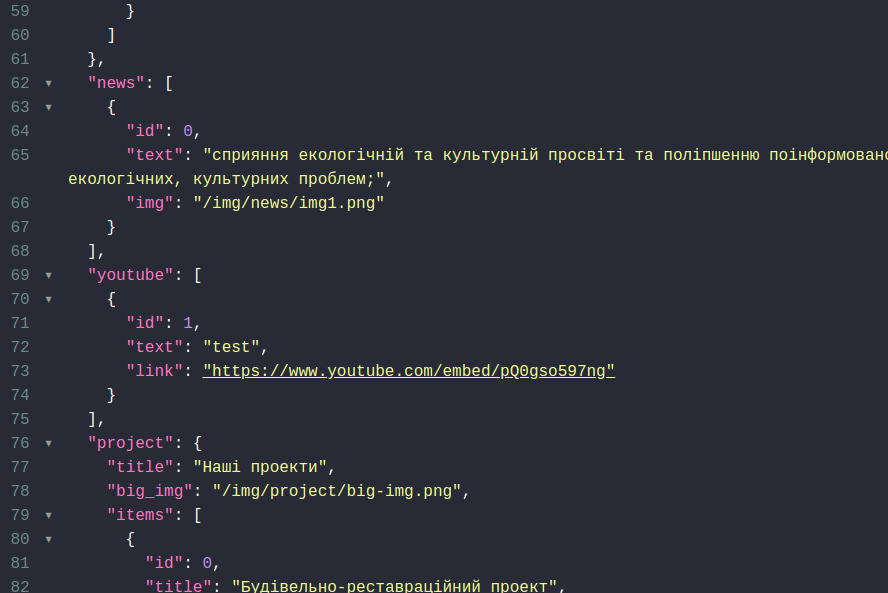 59 }
60 ]
61 },
62 ▼ "news": [
63 ▼ {
64 "id": 0,
65 "text": "сприяння екологічній та культурній просвіті та поліпшенню
екологічних, культурних проблем;",
66 "img": "/img/news/img1.png"
67 }
68 ],
69 ▼ "youtube": [
70 ▼ {
71 "id": 1,
72 "text": "test",
73 "link": "https://www.youtube.com/embed/pQ0gso597ng"
74 }
75 ],
76 ▼ "project": {
77 "title": "Наші проекти",
78 "big_img": "/img/project/big-img.png",
79 ▼ "items": [
80 ▼ {
81 "id": 0,
82 "title": "Будівельно-реставраційний проект",